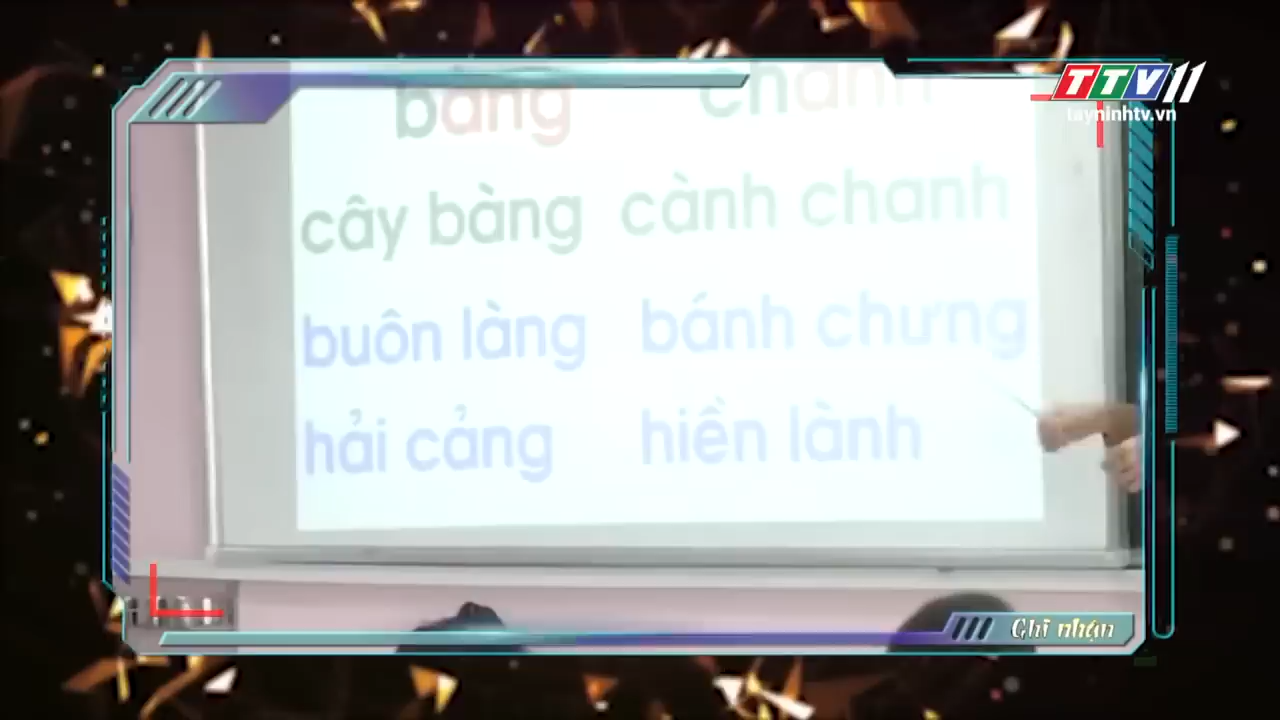 TTV11
tayninhtv.vn
bàng chanh
cây bàng cành chanh
buôn làng bánh chưng
hải cảng hiền lành
Ghi nhận